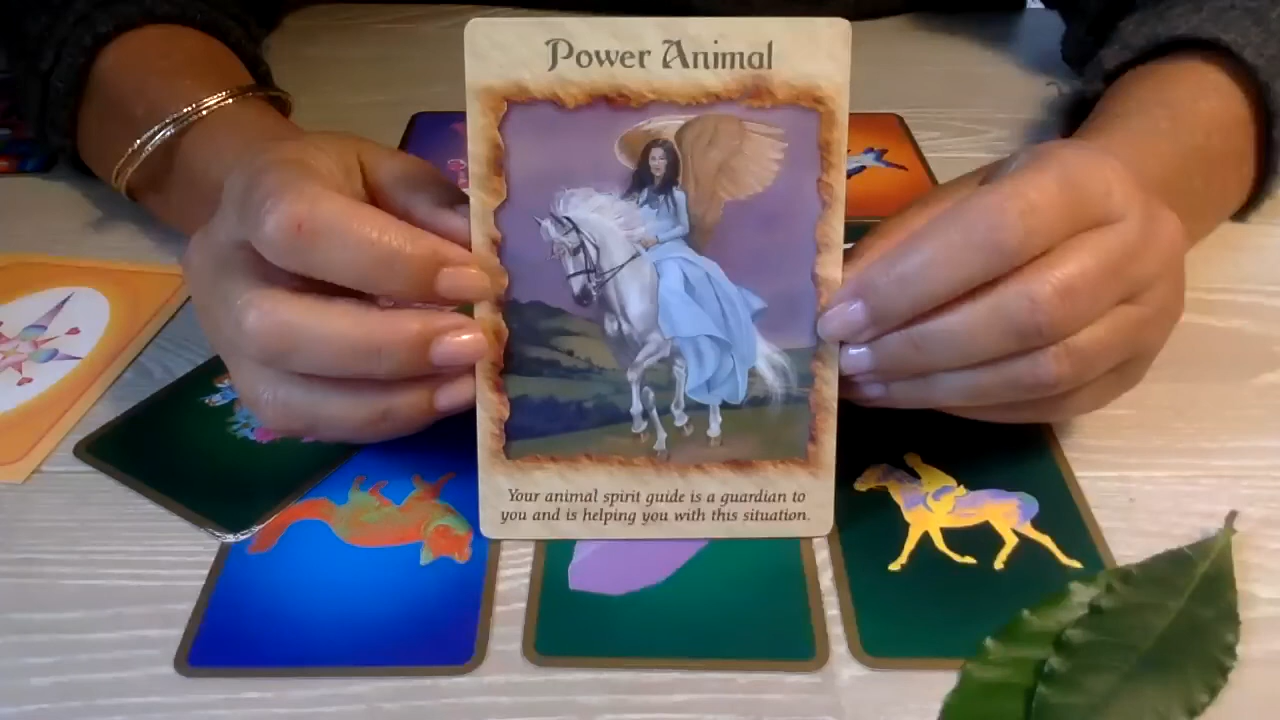 Power Animal
Your animal spirit guide is a guardian to
you and is helping you with this situation.